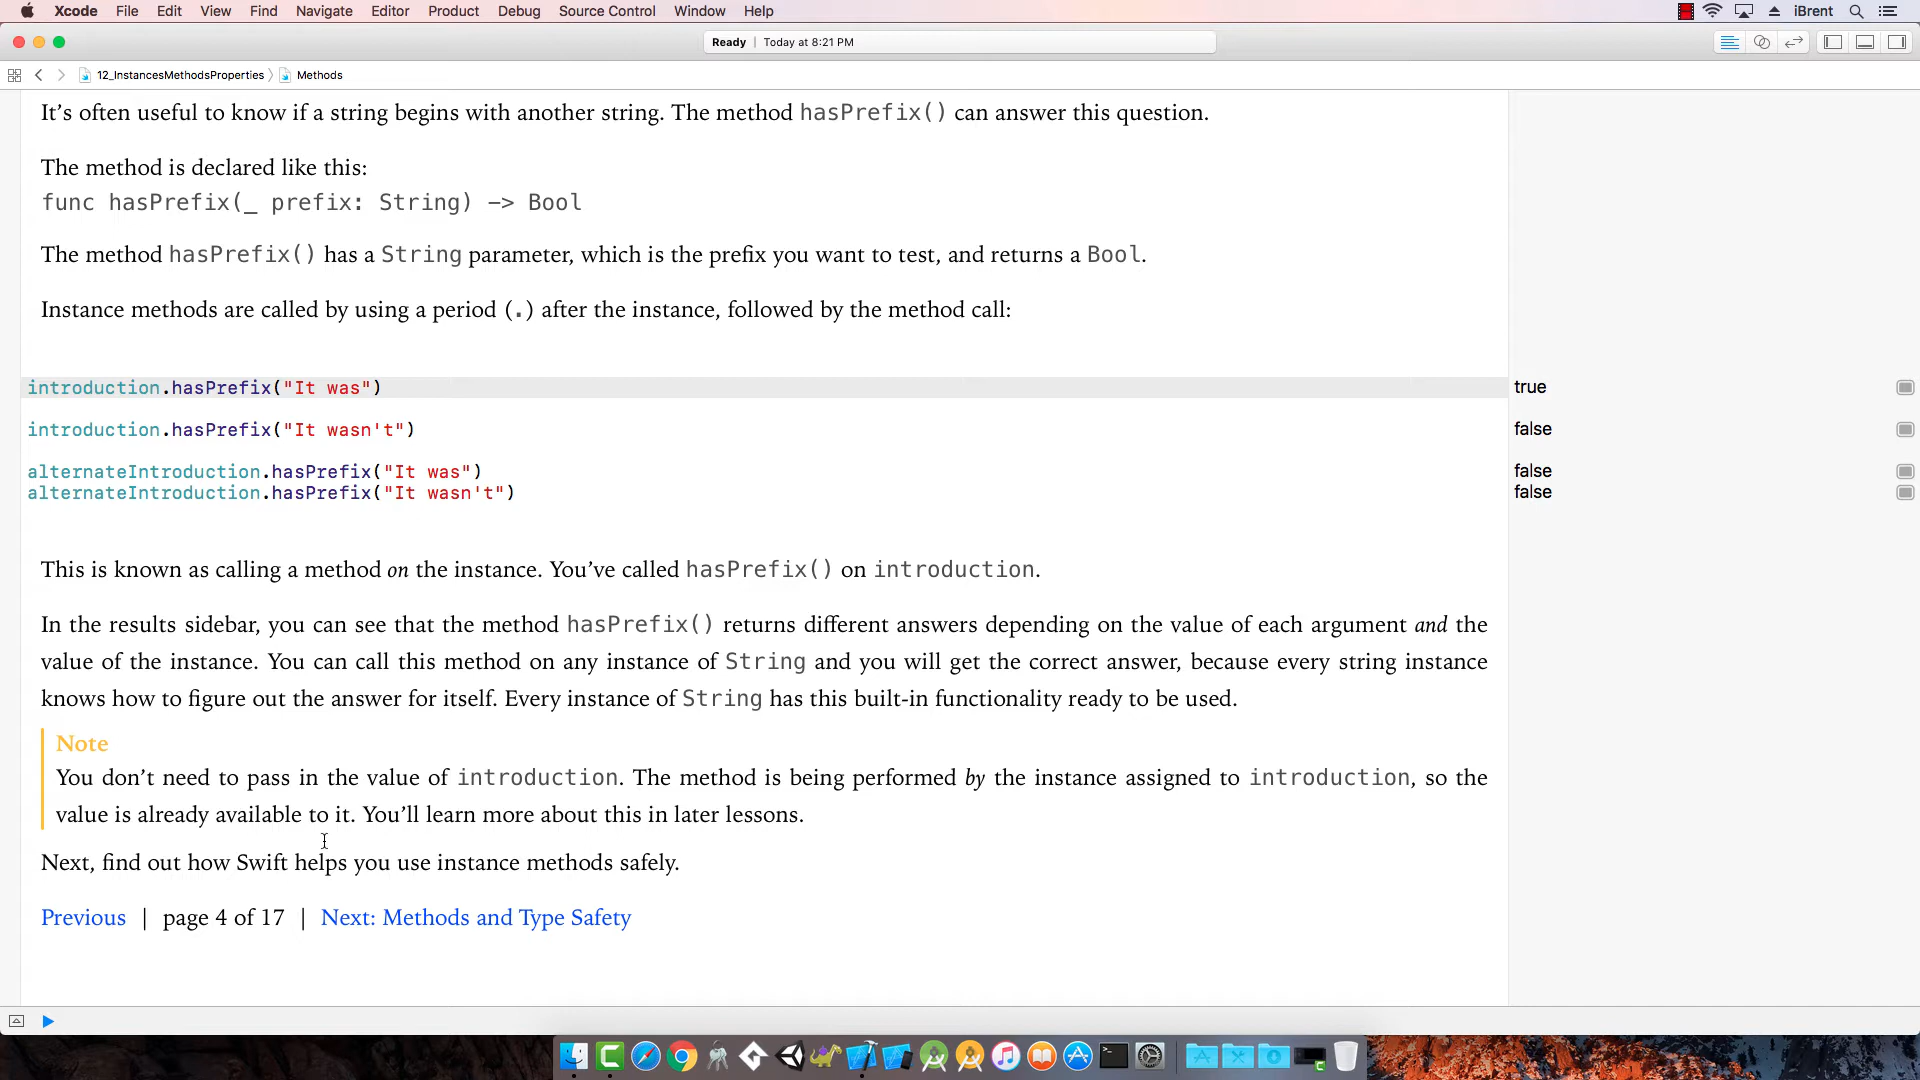 Xcode File Edit View Find Navigate Editor Product Debug Source Control Window Help iBrent
Ready | Today at 8:21 PM
12_InstancesMethodsProperties Methods
It's often useful to know if a string begins with another string. The method hasPrefix() can answer this question.
The method is declared like this:
func hasPrefix(_ prefix: String) -> Bool
The method hasPrefix() has a String parameter, which is the prefix you want to test, and returns a Bool.
Instance methods are called by using a period (.) after the instance, followed by the method call:
introduction.hasPrefix("It was") true
introduction.hasPrefix("It wasn't") false
alternateIntroduction.hasPrefix("It was") false
alternateIntroduction.hasPrefix("It wasn't") false
This is known as calling a method on the instance. You've called hasPrefix() on introduction.
In the results sidebar, you can see that the method hasPrefix() returns different answers depending on the value of each argument and the
value of the instance. You can call this method on any instance of String and you will get the correct answer, because every string instance
knows how to figure out the answer for itself. Every instance of String has this built-in functionality ready to be used.
Note
You don't need to pass in the value of introduction. The method is being performed by the instance assigned to introduction, so the
value is already available to it. You'll learn more about this in later lessons.
Next, find out how Swift helps you use instance methods safely.
Previous | page 4 of 17 | Next: Methods and Type Safety